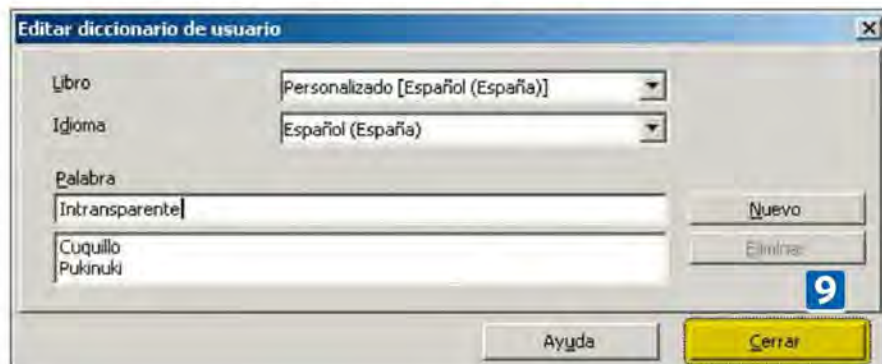 Editar diccionario de usuario
Libro
Personalizado [Español (España)]
Idioma
Español (España)
Palabra
Intransparente
Nuevo
Cuquillo
Pukinuki
Eliminar
9
Ayuda
Cerrar